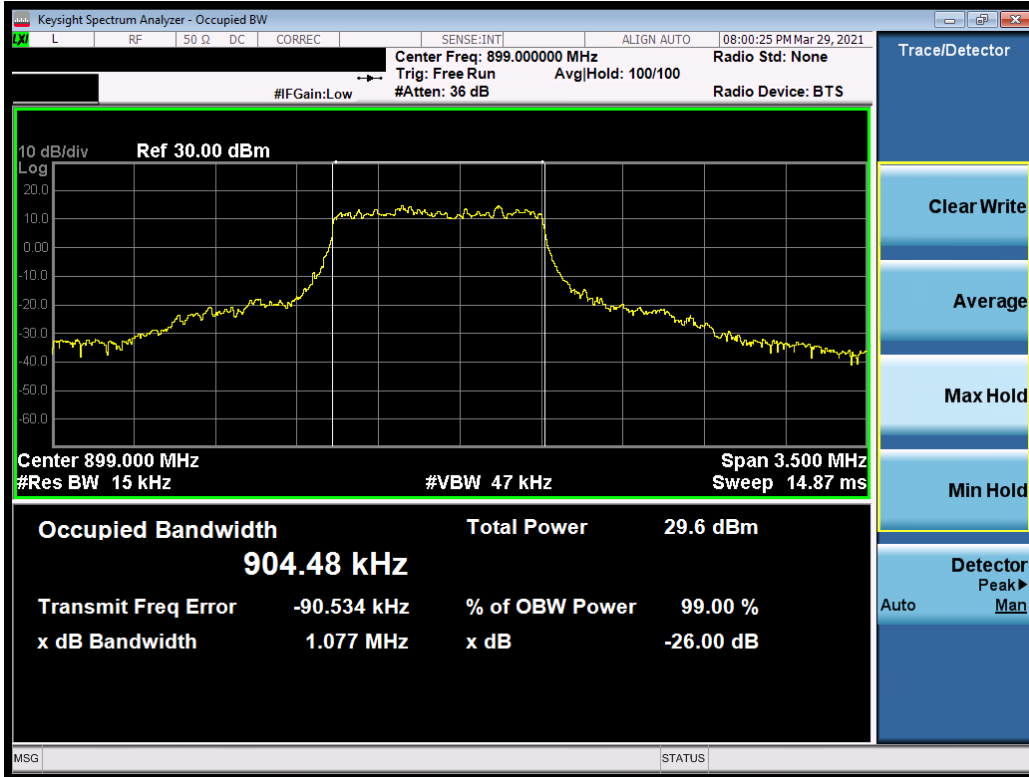 Keysight Spectrum Analyzer - Occupied BW
LXI L RF 50 Ω DC CORREC SENSE:INT ALIGN AUTO 08:00:25 PM Mar 29, 2021
Center Freq: 899.000000 MHz Radio Std: None
Trig: Free Run Avg|Hold: 100/100
#IFGain:Low #Atten: 36 dB Radio Device: BTS
10 dB/div Ref 30.00 dBm
Log
20.0
10.0
0.00
-10.0
-20.0
-30.0
-40.0
-50.0
-60.0
Center 899.000 MHz Span 3.500 MHz
#Res BW 15 kHz #VBW 47 kHz Sweep 14.87 ms
Occupied Bandwidth Total Power 29.6 dBm
904.48 kHz
Transmit Freq Error -90.534 kHz % of OBW Power 99.00 %
x dB Bandwidth 1.077 MHz x dB -26.00 dB
MSG STATUS
Trace/Detector
Clear Write
Average
Max Hold
Min Hold
Detector
Peak▶
Auto Man